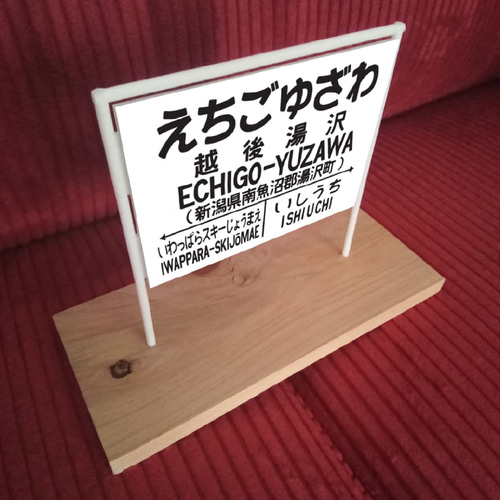 えちごゆざわ
越後湯沢
ECHIGO-YUZAWA
(新潟県南魚沼郡湯沢町)
いわっぱらスキーじょうまえ
IWAPPARA-SKIJōMAE
いしうち
ISHIUCHI